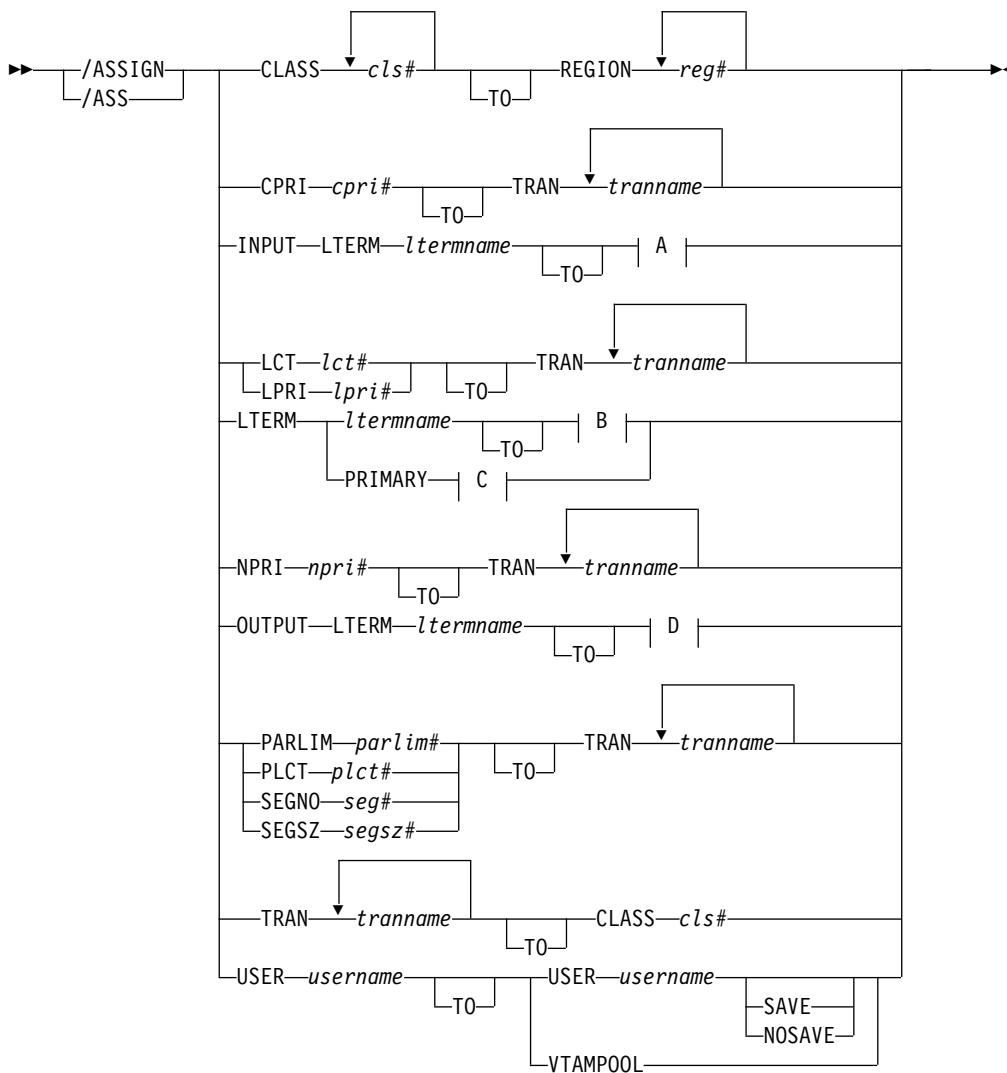 /ASSIGN CLASS cls# REGION reg#
/ASS TO
CPRI cpri# TRAN tranname
TO
INPUT LTERM ltermname A
TO
LCT lct# TRAN tranname
LPRI lpri# TO
LTERM ltermname B
TO
PRIMARY C
NPRI npri# TRAN tranname
TO
OUTPUT LTERM ltermname D
TO
PARLIM parlim# TRAN tranname
PLCT plct# TO
SEGNO seg#
SEGSZ segsz#
TRAN tranname CLASS cls#
TO
USER username USER username
TO SAVE
NOSAVE
VTAMPOOL